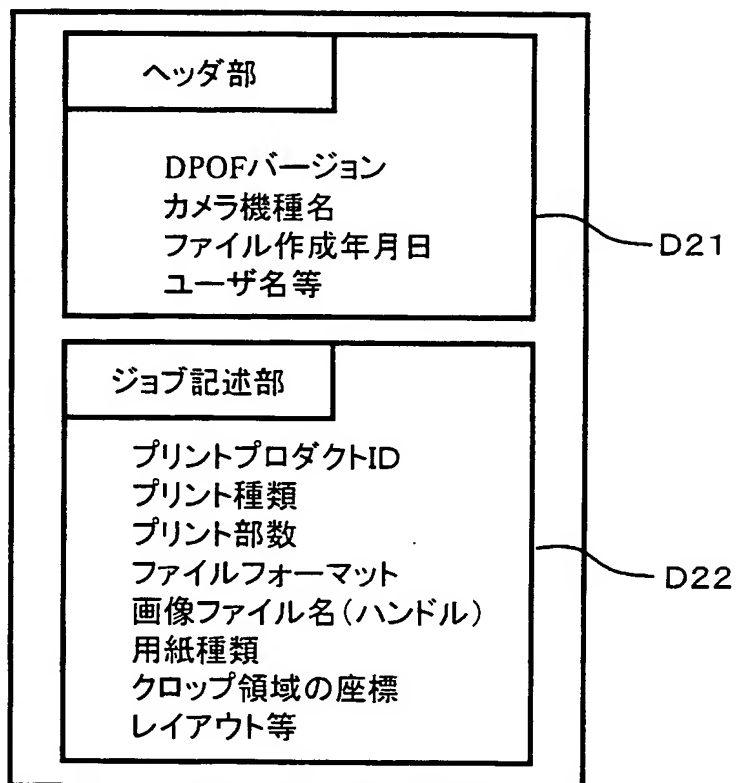 ヘッダ部
DPOFバージョン
カメラ機種名
ファイル作成年月日
ユーザ名等
D21
ジョブ記述部
プリントプロダクトID
プリント種類
プリント部数
ファイルフォーマット
画像ファイル名(ハンドル)
用紙種類
クロップ領域の座標
レイアウト等
D22